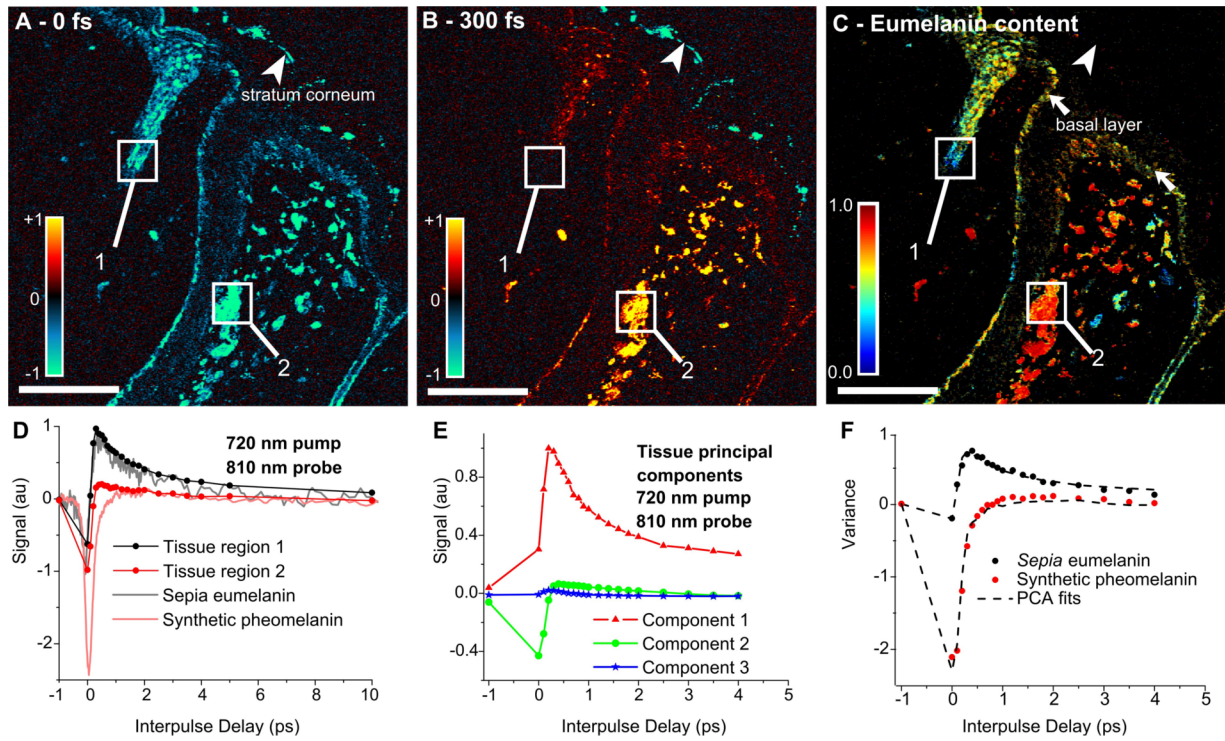 A - 0 fs
stratum corneum
+1
0
-1
1
2
B - 300 fs
+1
0
-1
1
2
C - Eumelanin content
basal layer
1.0
0.0
1
2
D
720 nm pump
810 nm probe
Signal (au)
1
0
-1
-2
Tissue region 1
Tissue region 2
Sepia eumelanin
Synthetic pheomelanin
-1 0 2 4 6 8 10
Interpulse Delay (ps)
E
Tissue principal
components
720 nm pump
810 nm probe
Signal (au)
0.8
0.4
0.0
-0.4
Component 1
Component 2
Component 3
-1 0 1 2 3 4 5
Interpulse Delay (ps)
F
Variance
1
0
-1
-2
Sepia eumelanin
Synthetic pheomelanin
PCA fits
-1 0 1 2 3 4 5
Interpulse Delay (ps)